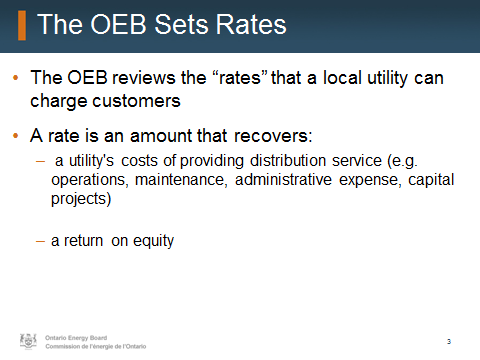 The OEB Sets Rates
• The OEB reviews the “rates” that a local utility can
charge customers
• A rate is an amount that recovers:
– a utility's costs of providing distribution service (e.g.
operations, maintenance, administrative expense, capital
projects)
– a return on equity
Ontario Energy Board
Commission de l'énergie de l'Ontario
3